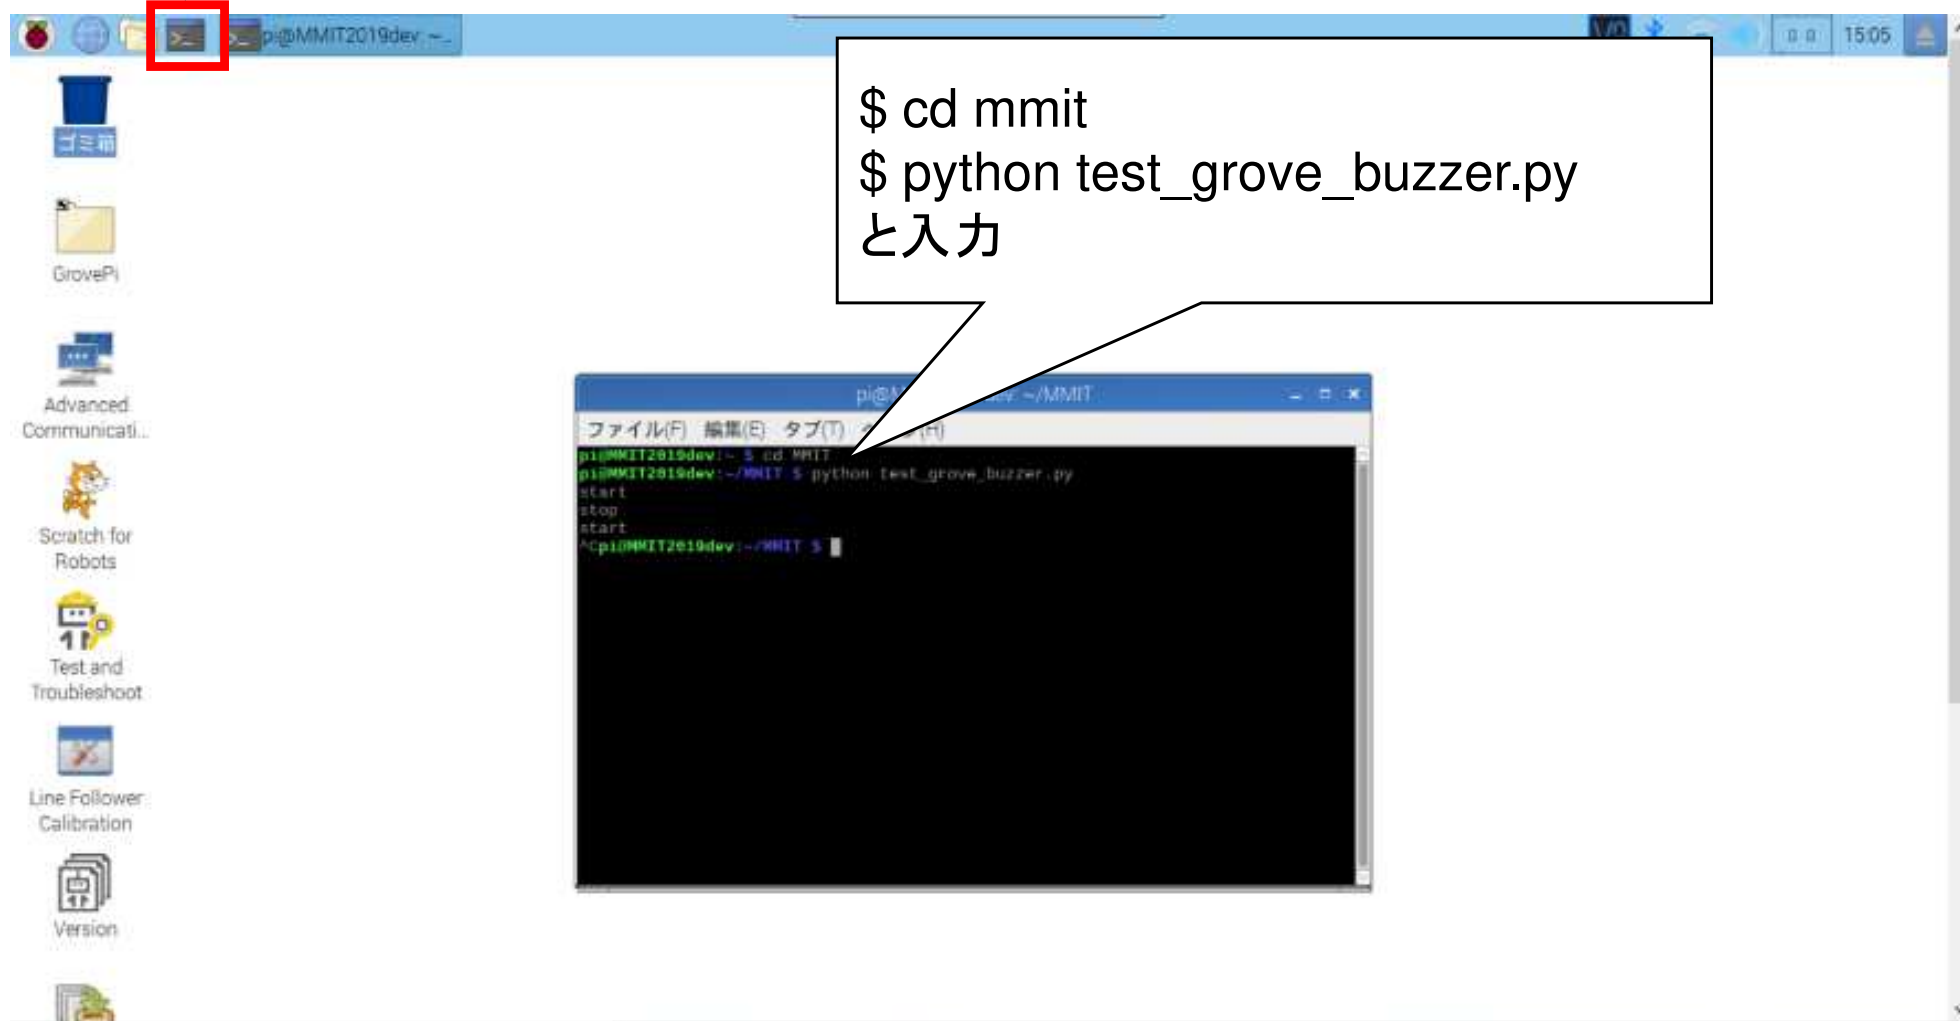 pi@MMIT2019dev: ~
15:05
ゴミ箱
GrovePi
Advanced
Communicati...
Scratch for
Robots
Test and
Troubleshoot
Line Follower
Calibration
Version
$ cd mmit
$ python test_grove_buzzer.py
と入力
~/MMIT
ファイル(F) 編集(E) タブ(T)
pi@MMIT2019dev:~ $ cd MMIT
pi@MMIT2019dev:~/MMIT $ python test_grove_buzzer.py
start
stop
start
^Cpi@MMIT2019dev:~/MMIT $